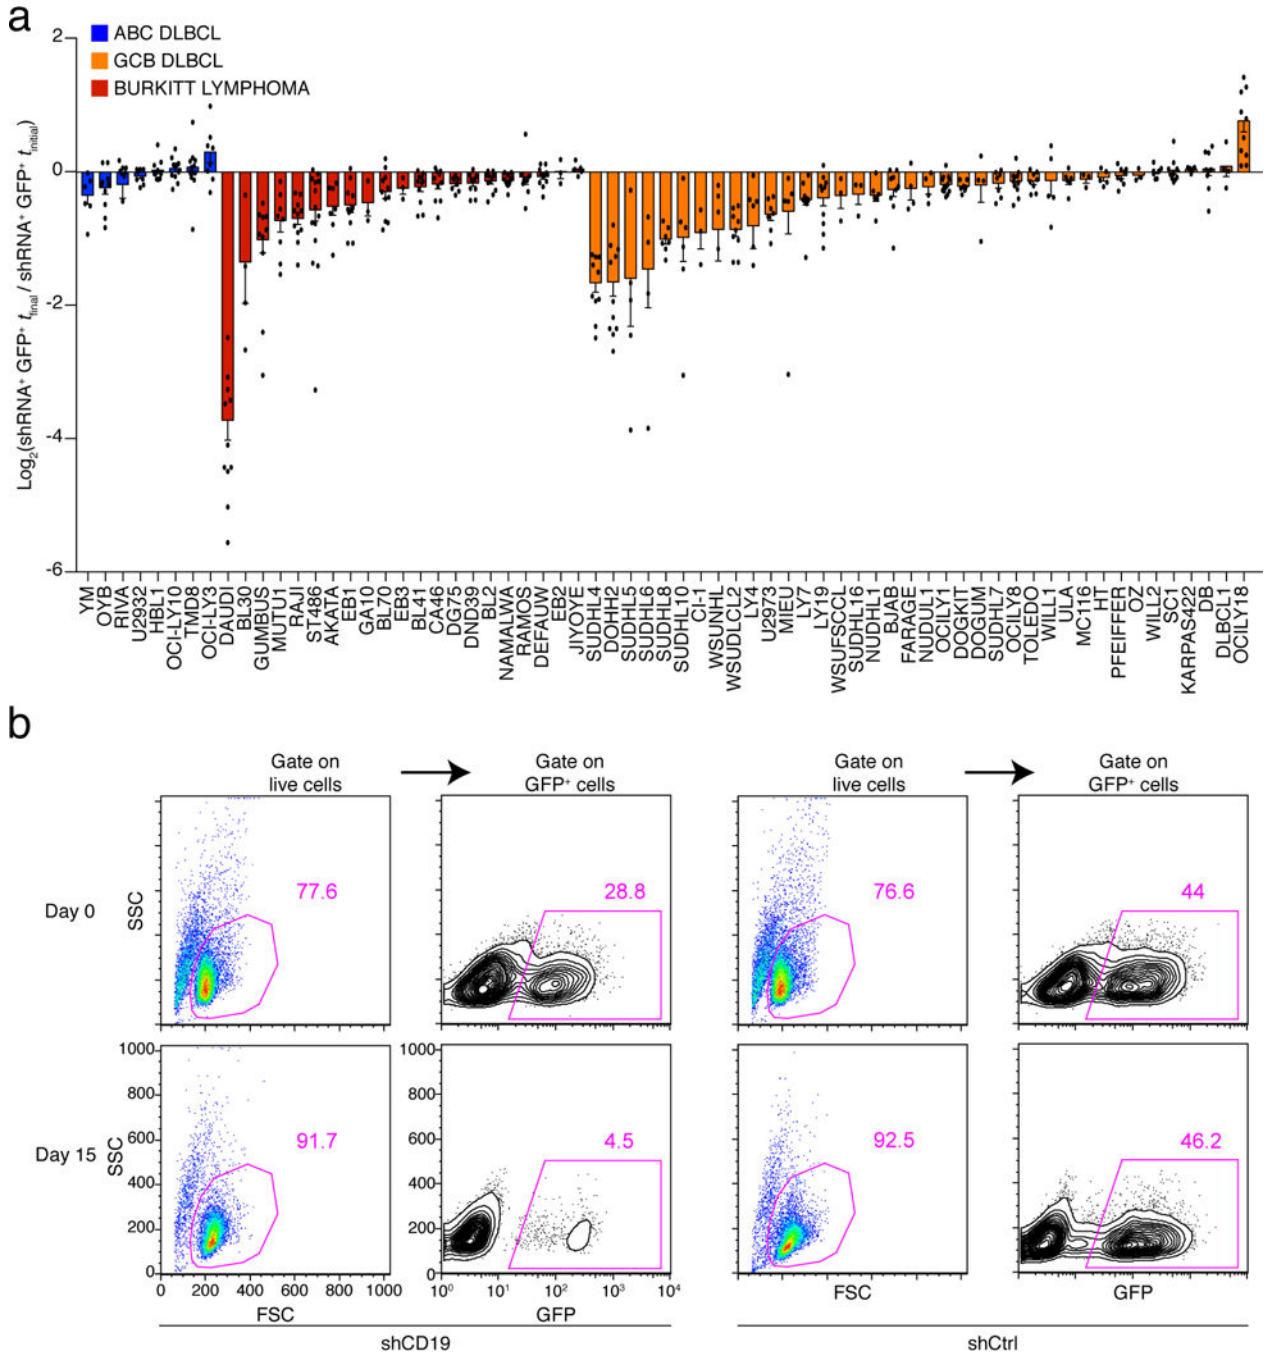 a
ABC DLBCL
GCB DLBCL
BURKITT LYMPHOMA
Log2(shRNA+ GFP+ tfinal / shRNA+ GFP+ tinitial)
2
0
-2
-4
-6
YM
OYB
RIVA
U2932
HBL1
OCI-LY10
TMD8
OCI-LY3
DAUDI
BL30
GUMBUS
MUTU1
RAJI
ST486
AKATA
EB1
GA10
BL70
EB3
BL41
CA46
DG75
DND39
BL2
NAMALWA
RAMOS
DEFAUW
EB2
JIYOYE
SUDHL4
DOHH2
SUDHL5
SUDHL6
SUDHL8
SUDHL10
CI-1
WSUNHL
WSUDLCL2
LY4
U2973
MIEU
LY7
LY19
WSUFSCCL
SUDHL16
NUDHL1
BJAB
FARAGE
NUDUL1
OCILY1
DOGKIT
DOGUM
SUDHL7
OCILY8
TOLEDO
WILL1
ULA
MC116
HT
PFEIFFER
OZ
WILL2
SC1
KARPAS422
DB
DLBCL1
OCILY18
b
Gate on
live cells
Gate on
GFP+ cells
Gate on
live cells
Gate on
GFP+ cells
Day 0
SSC
77.6
28.8
76.6
44
Day 15
SSC
1000
800
600
400
200
0
91.7
1000
800
600
400
200
0
4.5
92.5
46.2
0 200 400 600 800 1000
10^0 10^1 10^2 10^3 10^4
FSC
GFP
FSC
GFP
shCD19
shCtrl